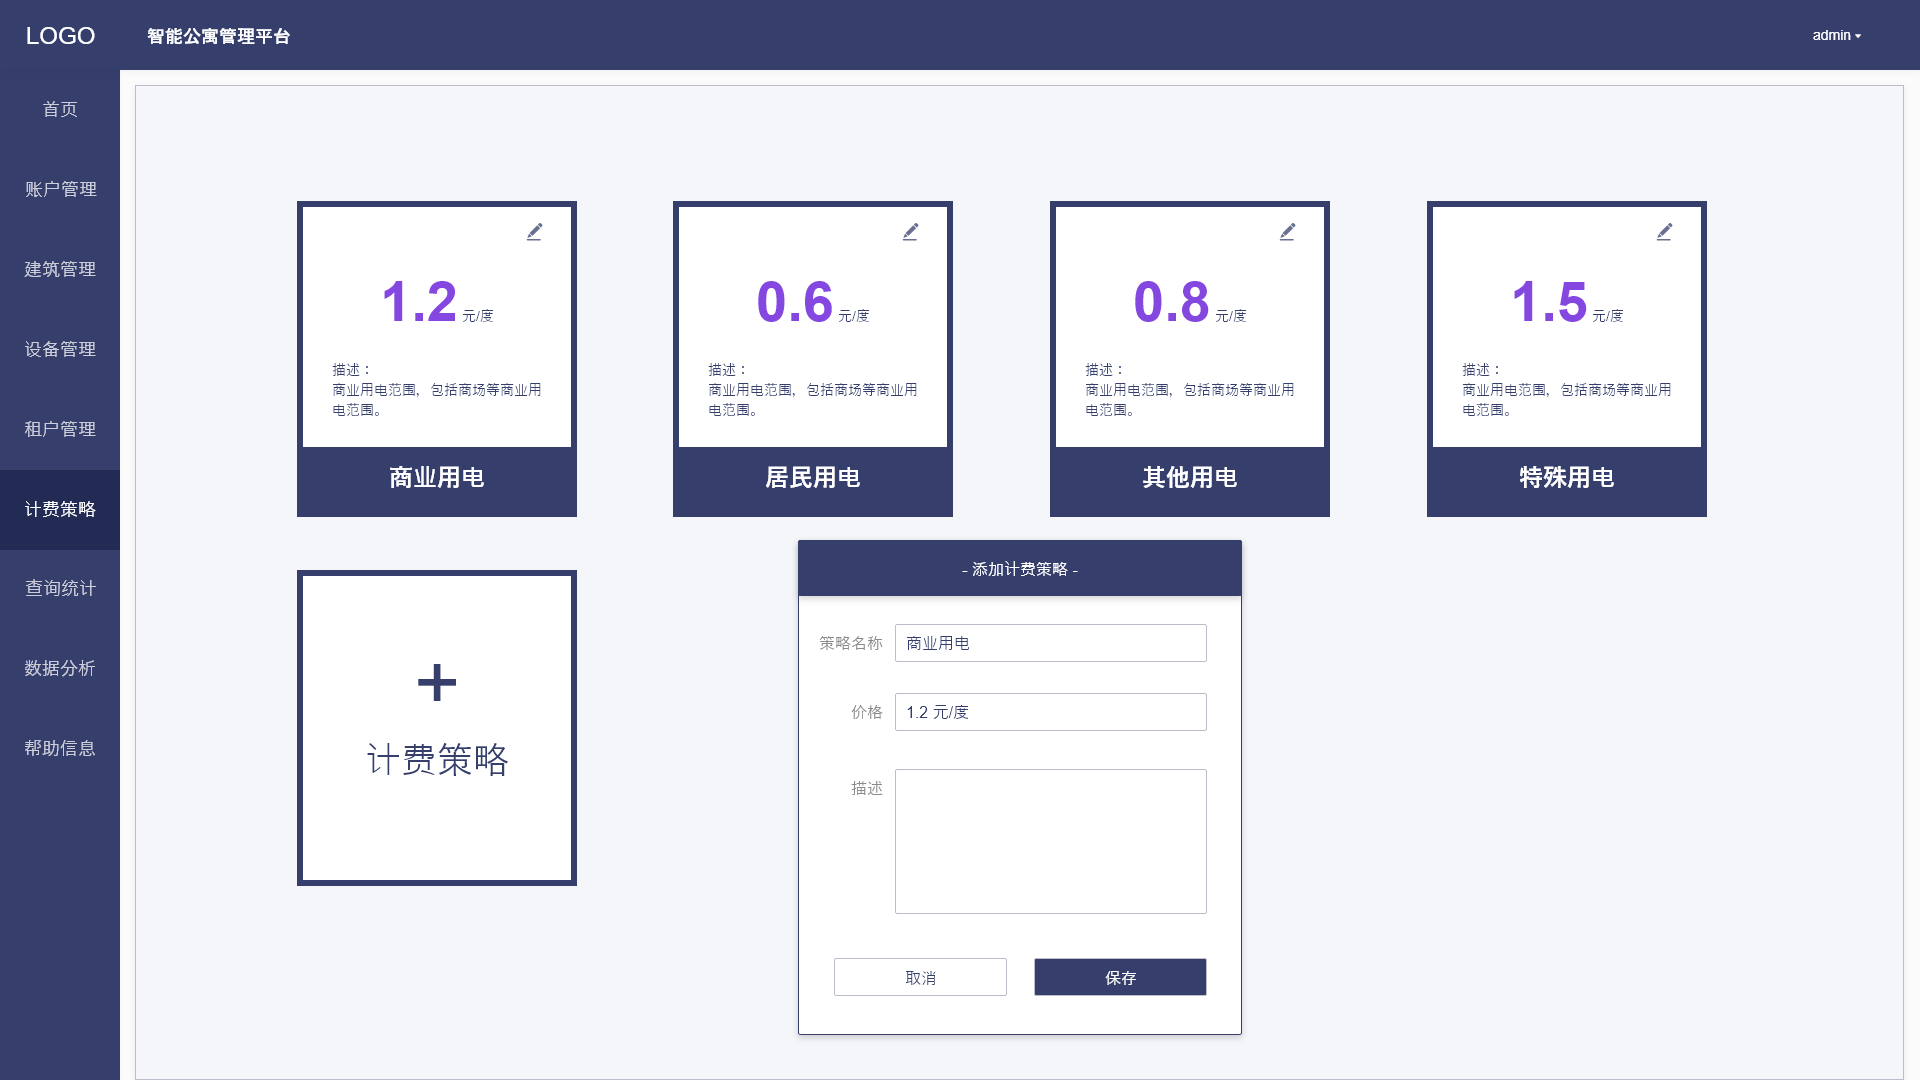 LOGO
智能公寓管理平台
admin
首页
账户管理
建筑管理
设备管理
租户管理
计费策略
查询统计
数据分析
帮助信息
1.2 元/度
描述：
商业用电范围，包括商场等商业用
电范围。
商业用电
0.6 元/度
描述：
商业用电范围，包括商场等商业用
电范围。
居民用电
0.8 元/度
描述：
商业用电范围，包括商场等商业用
电范围。
其他用电
1.5 元/度
描述：
商业用电范围，包括商场等商业用
电范围。
特殊用电
+
计费策略
- 添加计费策略 -
策略名称 商业用电
价格 1.2 元/度
描述
取消 保存